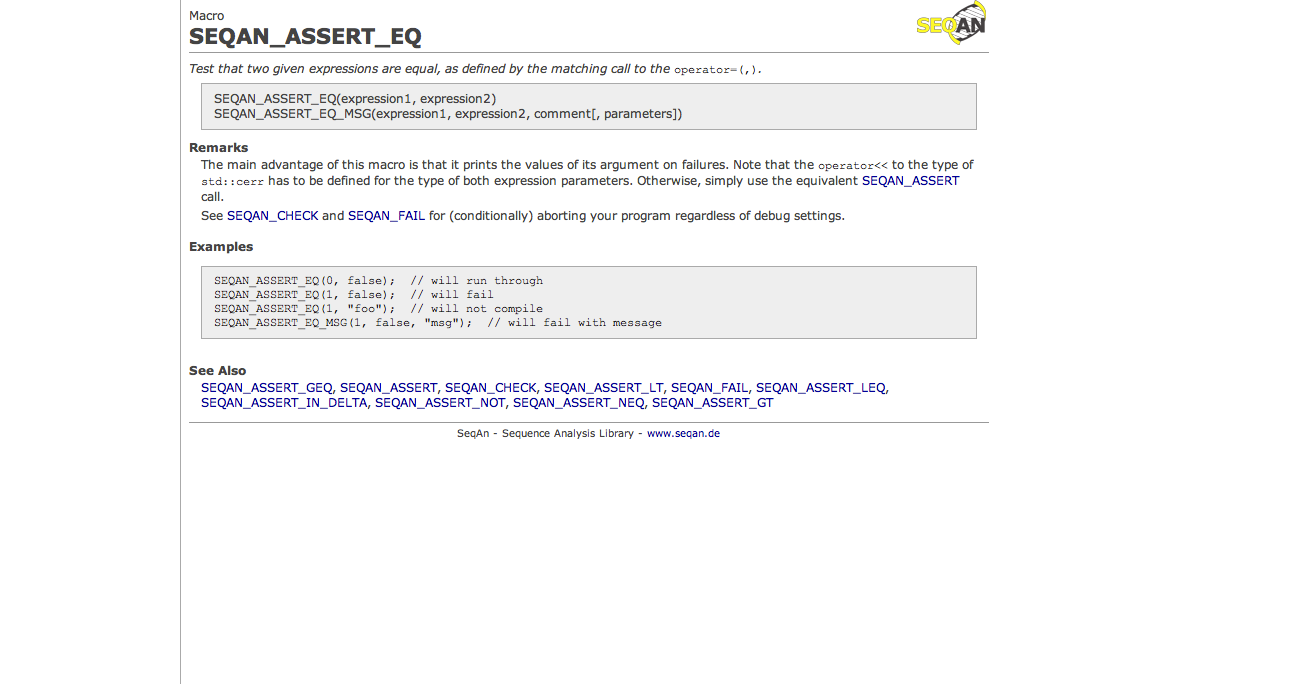 Macro
SEQAN_ASSERT_EQ
SEQAN
Test that two given expressions are equal, as defined by the matching call to the operator=(,).
SEQAN_ASSERT_EQ(expression1, expression2)
SEQAN_ASSERT_EQ_MSG(expression1, expression2, comment[, parameters])
Remarks
The main advantage of this macro is that it prints the values of its argument on failures. Note that the operator<< to the type of
std::cerr has to be defined for the type of both expression parameters. Otherwise, simply use the equivalent SEQAN_ASSERT
call.
See SEQAN_CHECK and SEQAN_FAIL for (conditionally) aborting your program regardless of debug settings.
Examples
SEQAN_ASSERT_EQ(0, false);  // will run through
SEQAN_ASSERT_EQ(1, false);  // will fail
SEQAN_ASSERT_EQ(1, "foo");  // will not compile
SEQAN_ASSERT_EQ_MSG(1, false, "msg");  // will fail with message
See Also
SEQAN_ASSERT_GEQ, SEQAN_ASSERT, SEQAN_CHECK, SEQAN_ASSERT_LT, SEQAN_FAIL, SEQAN_ASSERT_LEQ,
SEQAN_ASSERT_IN_DELTA, SEQAN_ASSERT_NOT, SEQAN_ASSERT_NEQ, SEQAN_ASSERT_GT
SeqAn - Sequence Analysis Library - www.seqan.de